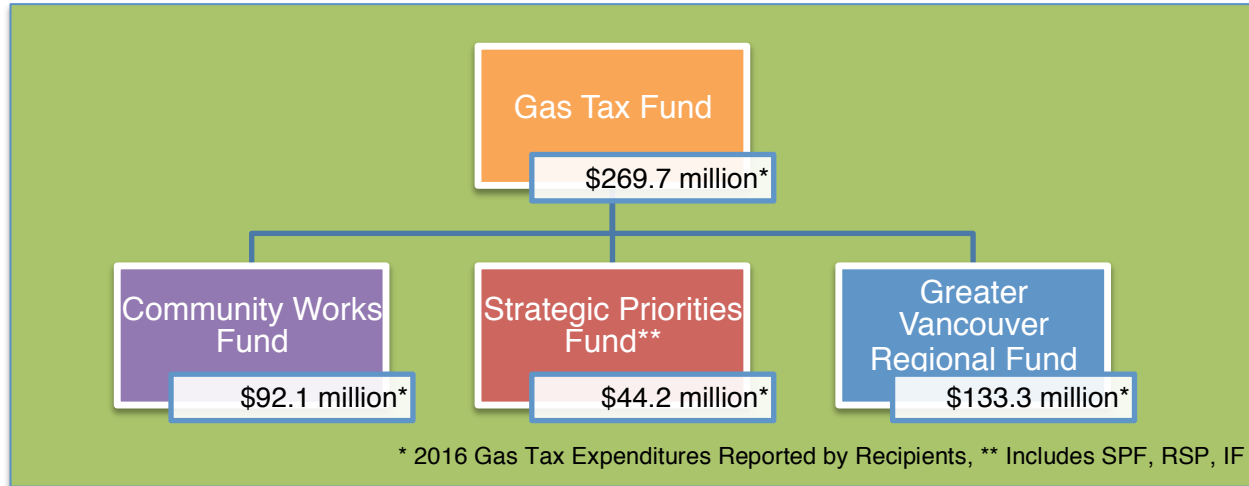 Gas Tax Fund
$269.7 million*
Community Works
Fund
$92.1 million*
Strategic Priorities
Fund**
$44.2 million*
Greater
Vancouver
Regional Fund
$133.3 million*
* 2016 Gas Tax Expenditures Reported by Recipients, ** Includes SPF, RSP, IF